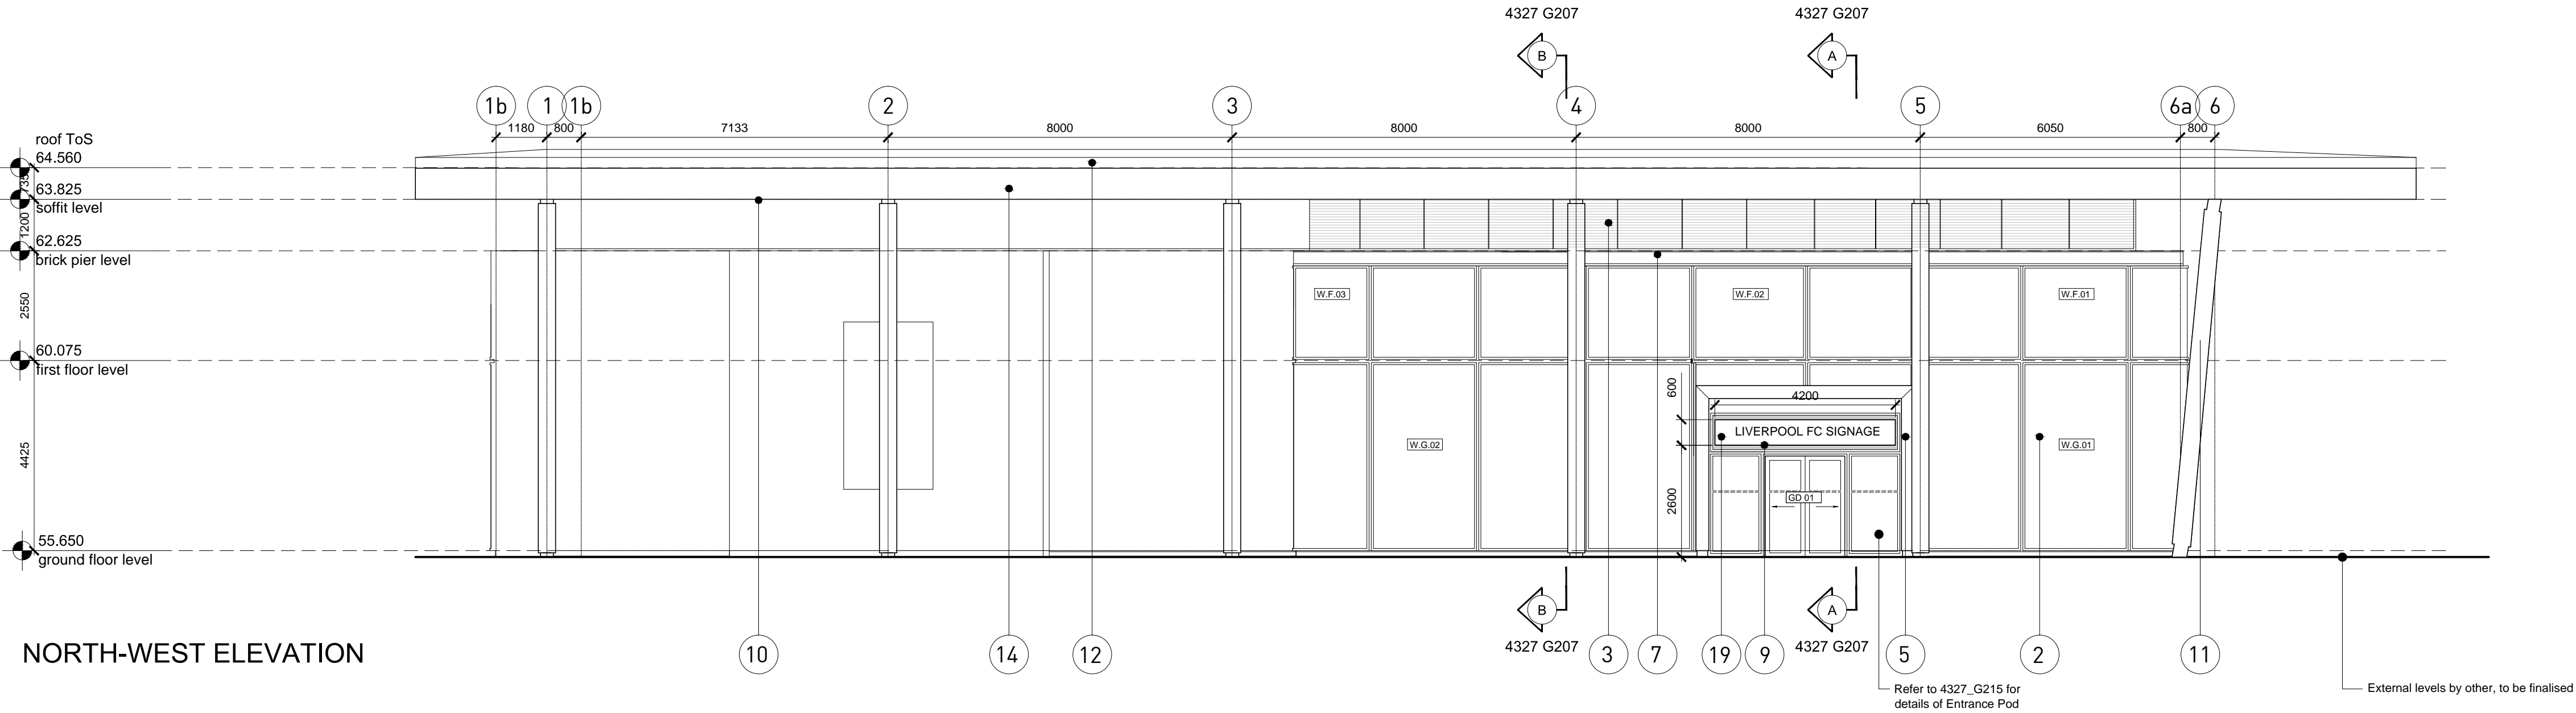 4327 G207
4327 G207
B
A
1b
1
1b
2
3
4
5
6a
6
1180
800
7133
8000
8000
8000
6050
800
roof ToS
64.560
735
63.825
soffit level
1200
62.625
brick pier level
2550
W.F.03
W.F.02
W.F.01
60.075
first floor level
600
4200
4425
LIVERPOOL FC SIGNAGE
W.G.02
W.G.01
2600
GD 01
55.650
ground floor level
B
A
4327 G207
4327 G207
NORTH-WEST ELEVATION
10
14
12
3
7
19
9
5
2
11
Refer to 4327_G215 for
details of Entrance Pod
External levels by other, to be finalised